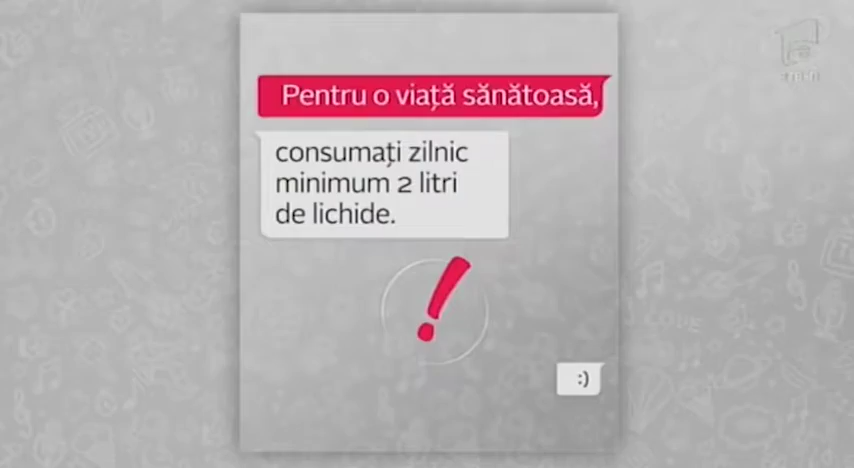 Pentru o viață sănătoasă,
consumați zilnic
minimum 2 litri
de lichide.
!
:)